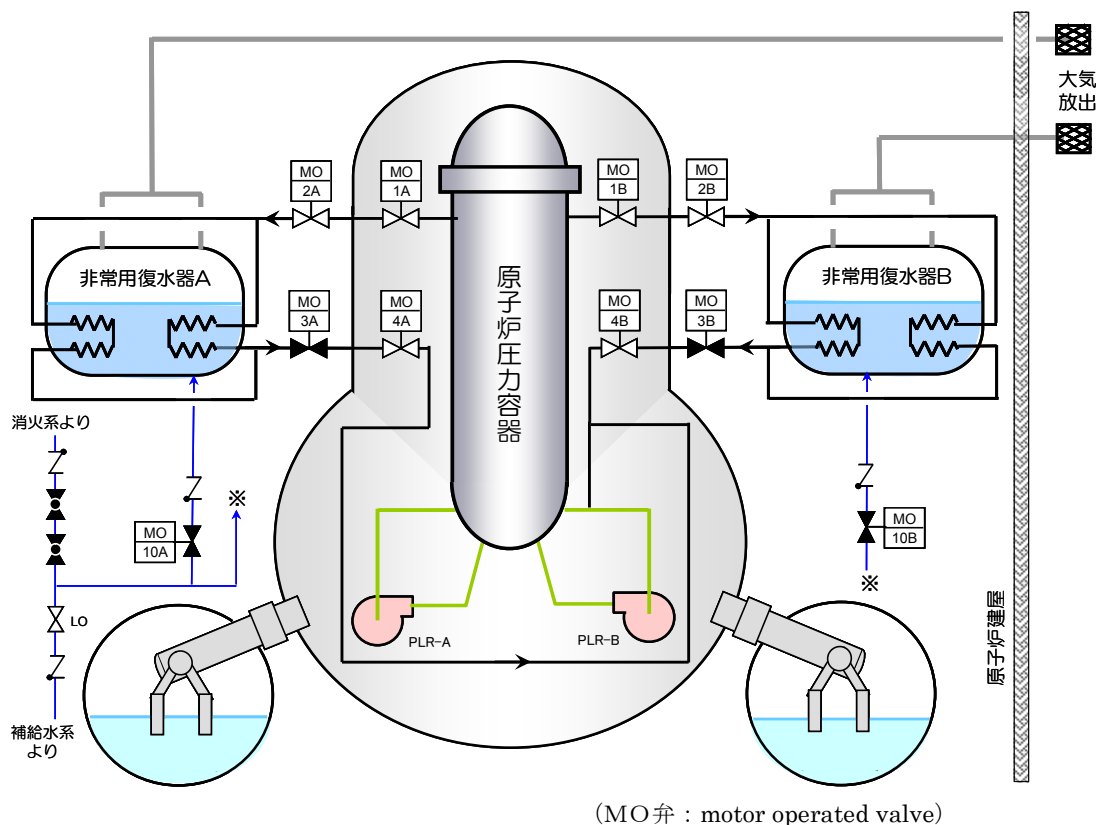 大気
放出
MO
2A
MO
1A
MO
1B
MO
2B
非常用復水器A
原子炉圧力容器
非常用復水器B
MO
3A
MO
4A
MO
4B
MO
3B
消火系より
※
MO
10A
MO
10B
※
LO
PLR-A
PLR-B
原子炉建屋
補給水系
より
(MO弁：motor operated valve)